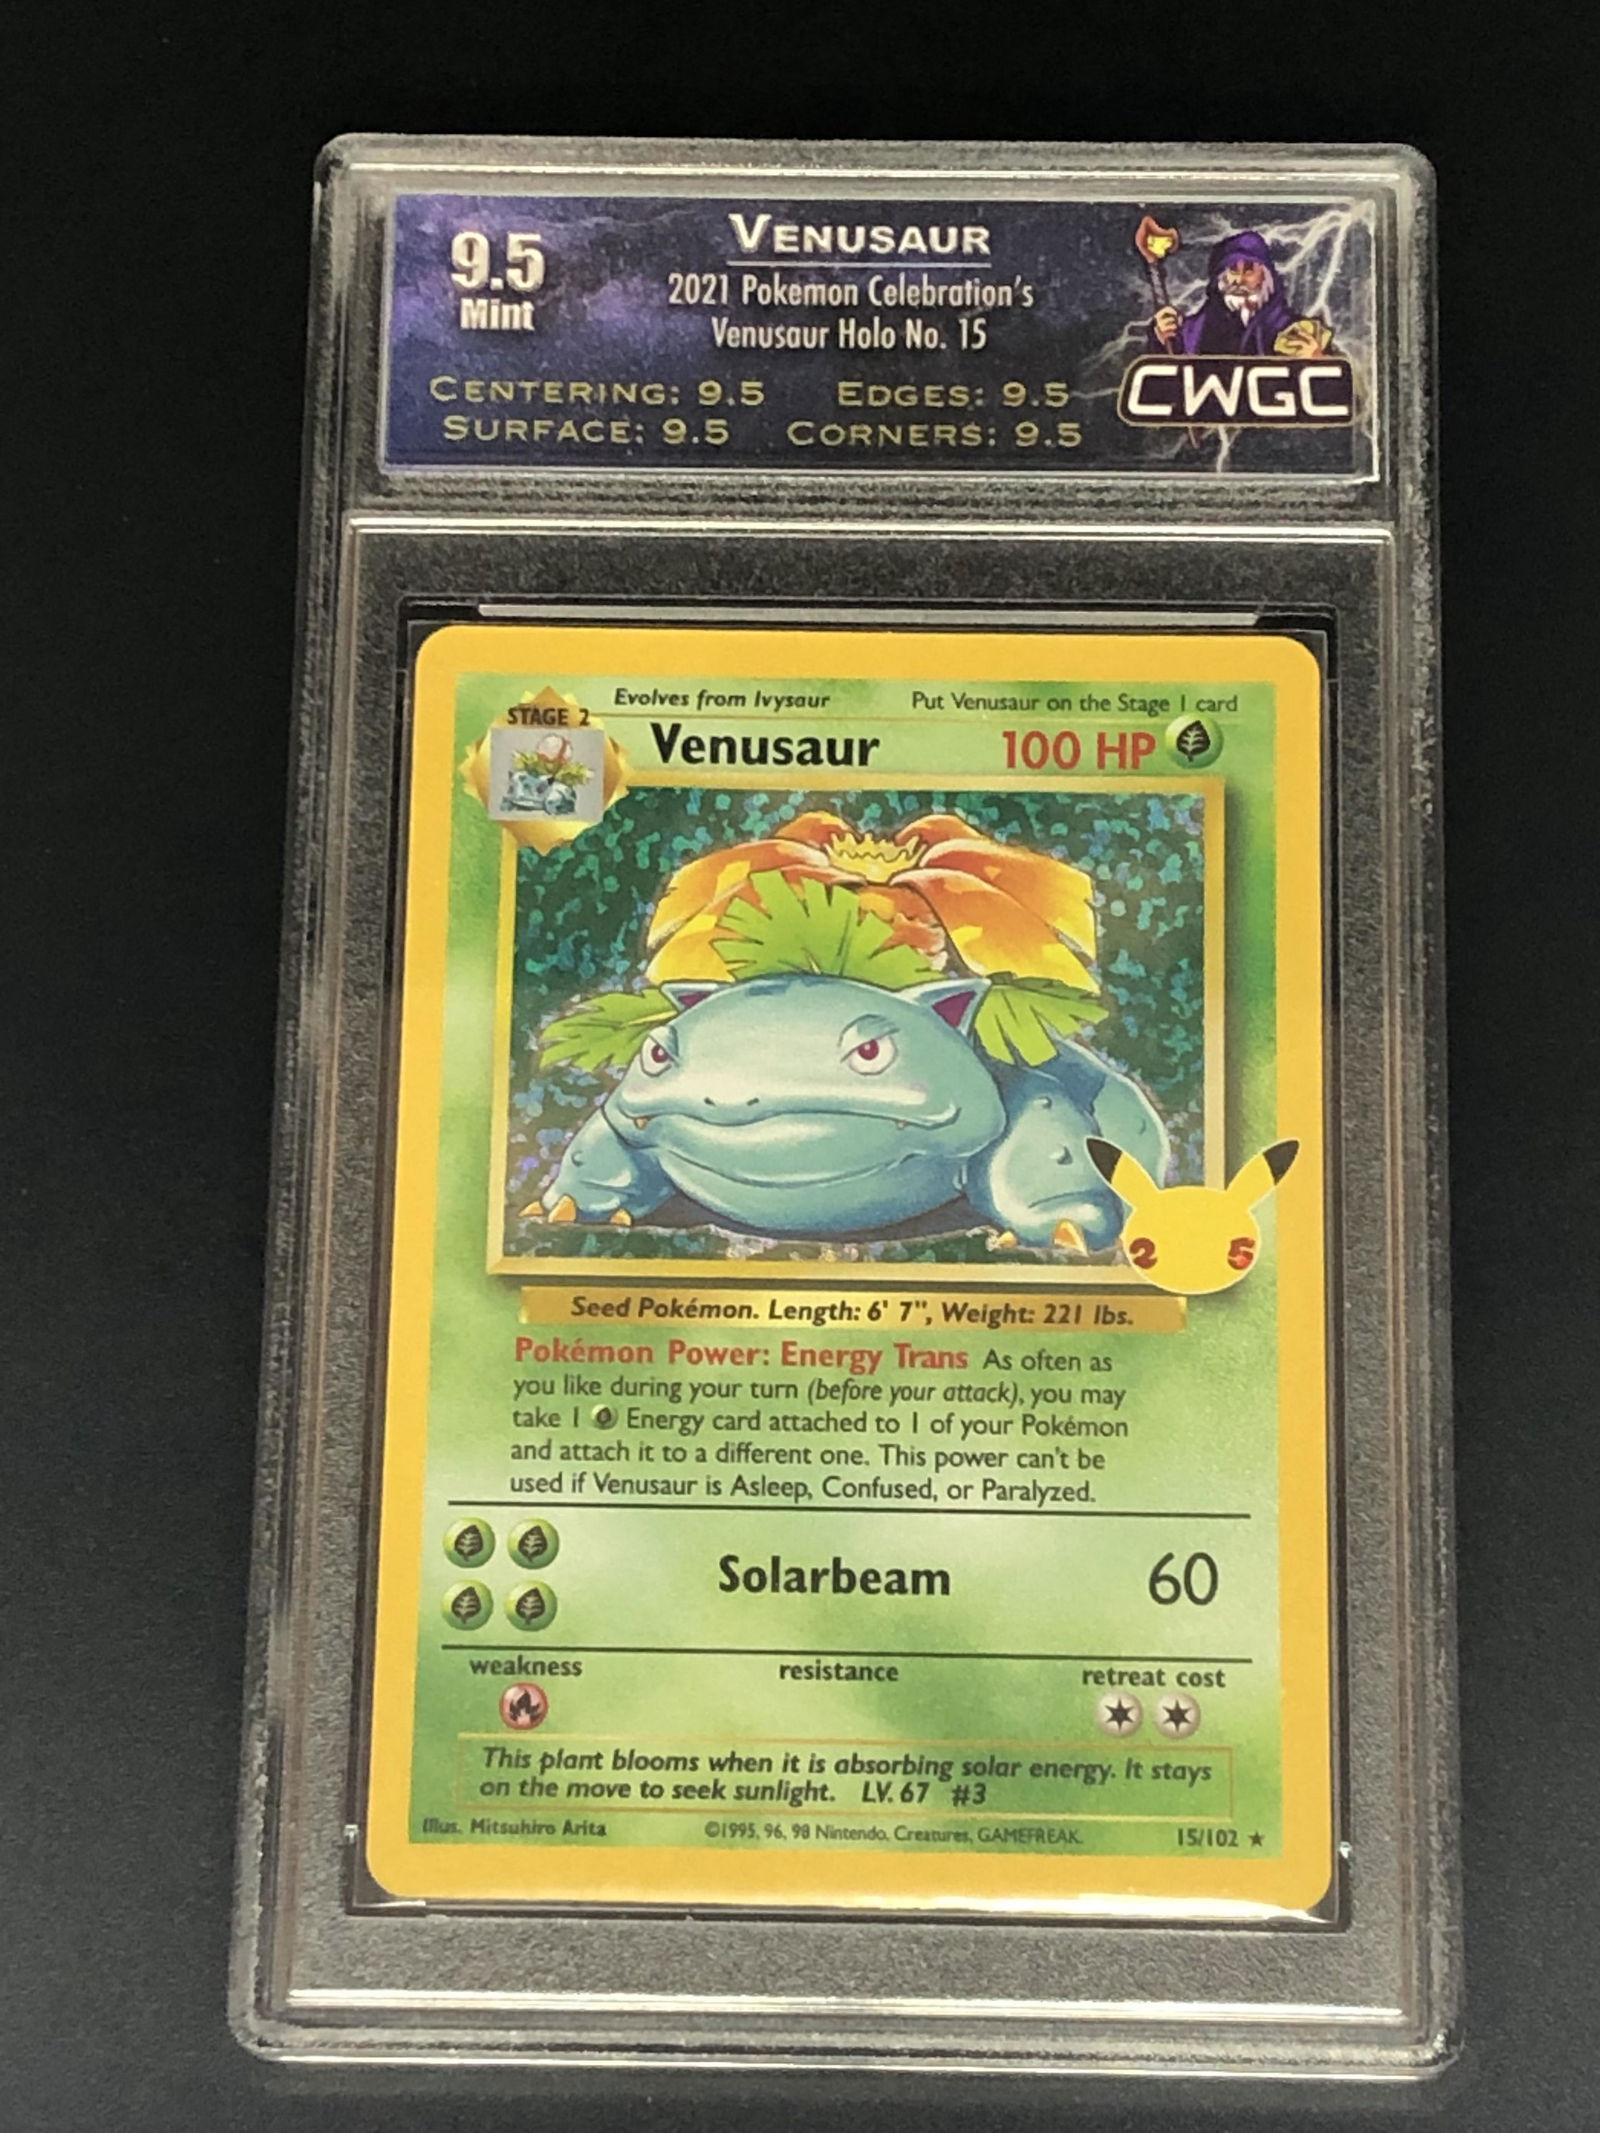 9.5
Mint
VENUSAUR
2021 Pokemon Celebration's
Venusaur Holo No. 15
CENTERING: 9.5 EDGES: 9.5
SURFACE: 9.5 CORNERS: 9.5
CWGC
Evolves from Ivysaur Put Venusaur on the Stage 1 card
STAGE 2
Venusaur 100 HP
2 5
Seed Pokémon. Length: 6' 7", Weight: 221 lbs.
Pokémon Power: Energy Trans As often as
you like during your turn (before your attack), you may
take 1 Energy card attached to 1 of your Pokémon
and attach it to a different one. This power can't be
used if Venusaur is Asleep, Confused, or Paralyzed.
Solarbeam 60
weakness resistance retreat cost
This plant blooms when it is absorbing solar energy. It stays
on the move to seek sunlight. LV. 67 #3
Illus. Mitsuhiro Arita ©1995, 96, 98 Nintendo, Creatures, GAMEFREAK. 15/102 ★